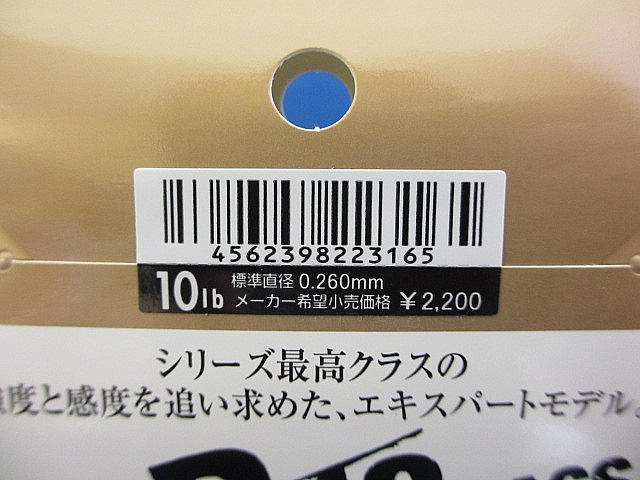 4562398223165
10lb
標準直径 0.260mm
メーカー希望小売価格 ¥2,200
シリーズ最高クラスの
度と感度を追い求めた、エキスパートモデル。